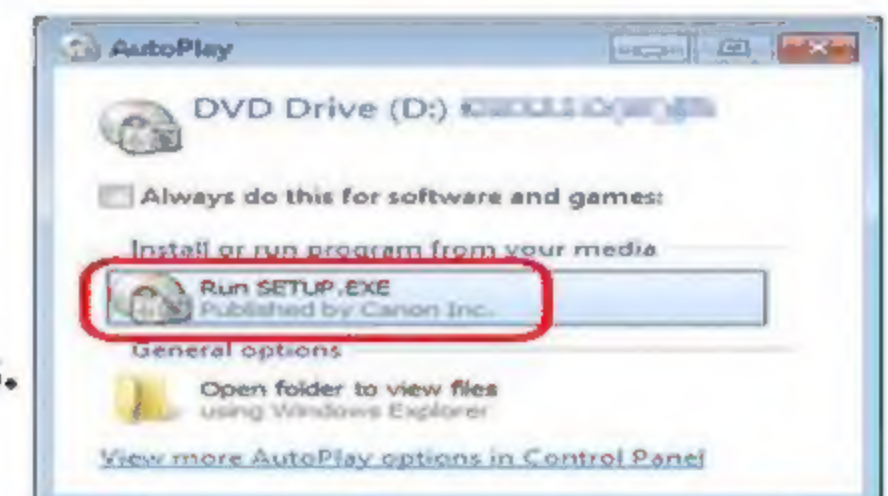 AutoPlay
DVD Drive (D:)
Always do this for software and games:
Install or run program from your media
Run SETUP.EXE
Published by Canon Inc.
General options
Open folder to view files
using Windows Explorer
View more AutoPlay options in Control Panel